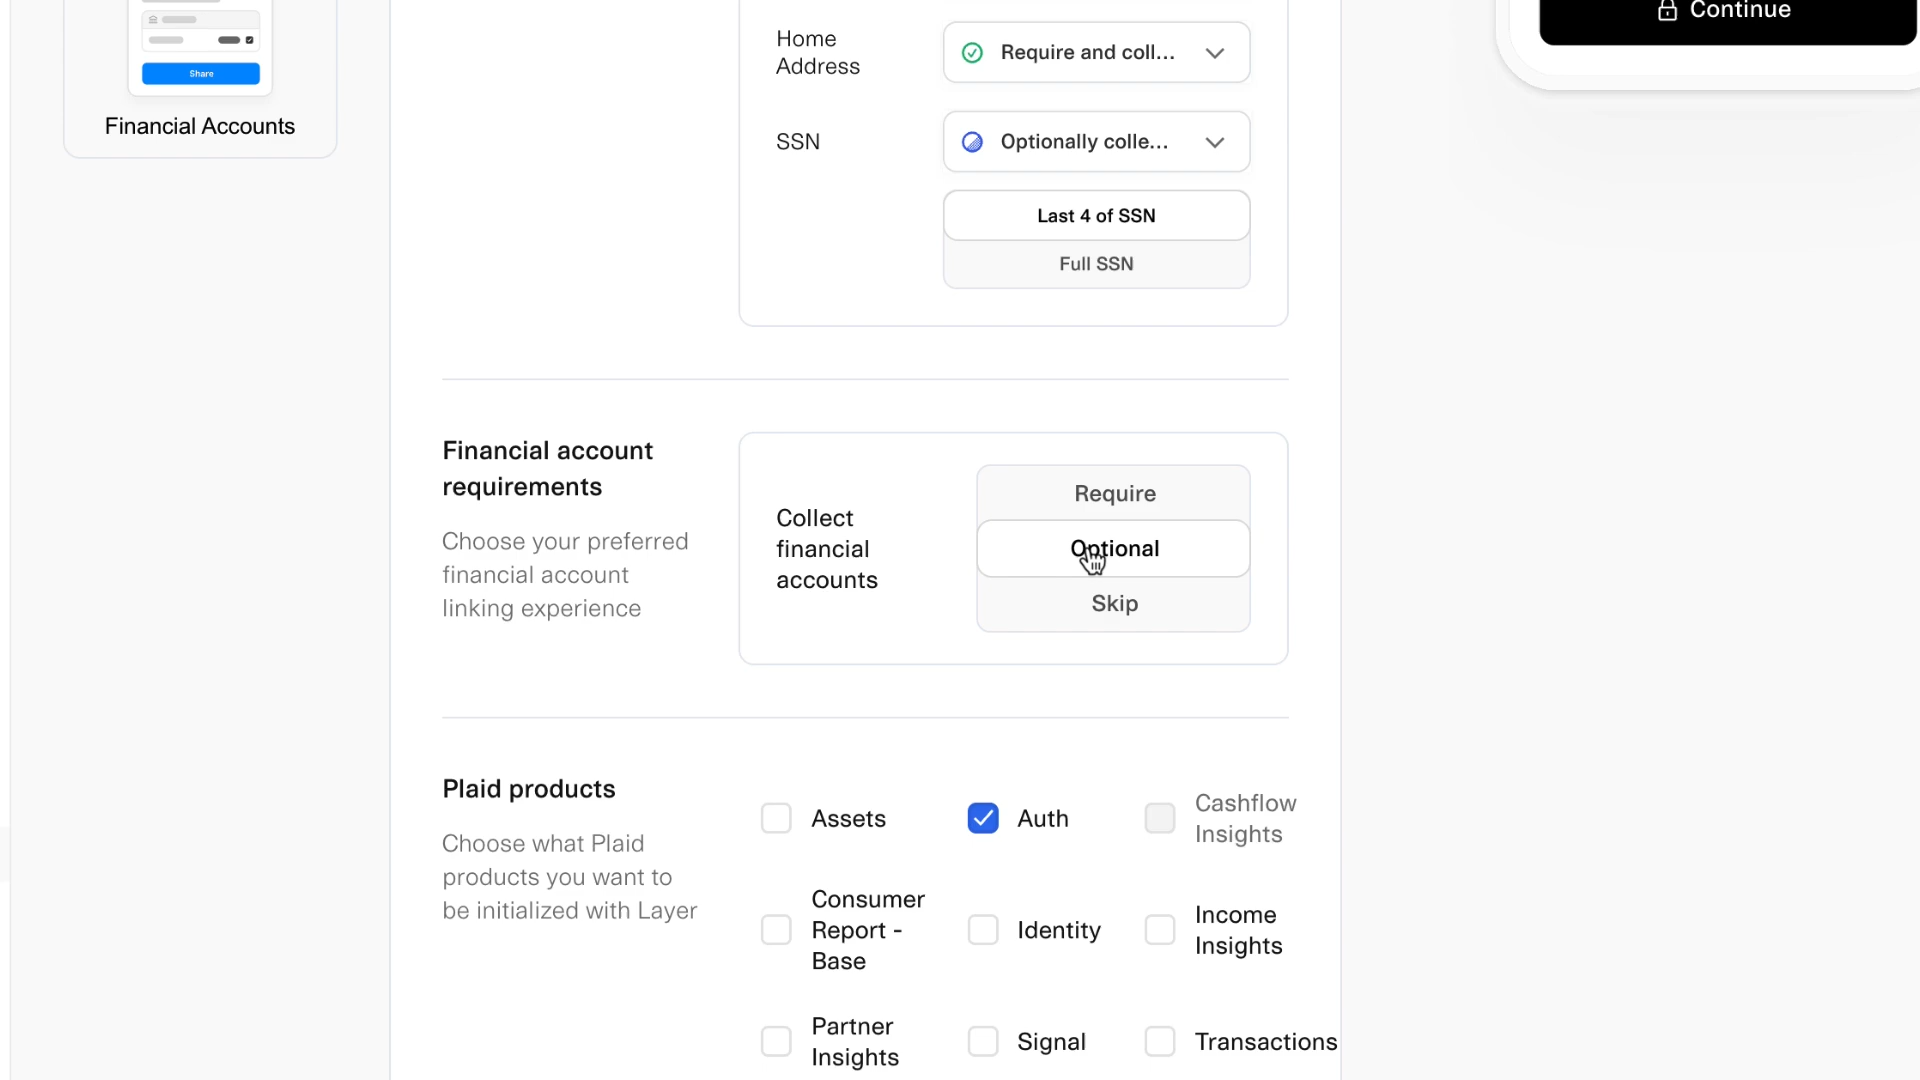 Continue
Home
Address
Require and coll...
Share
Financial Accounts
SSN
Optionally colle...
Last 4 of SSN
Full SSN
Financial account
requirements
Choose your preferred
financial account
linking experience
Collect
financial
accounts
Require
Optional
Skip
Plaid products
Choose what Plaid
products you want to
be initialized with Layer
Assets
Auth
Cashflow
Insights
Consumer
Report -
Base
Identity
Income
Insights
Partner
Insights
Signal
Transactions